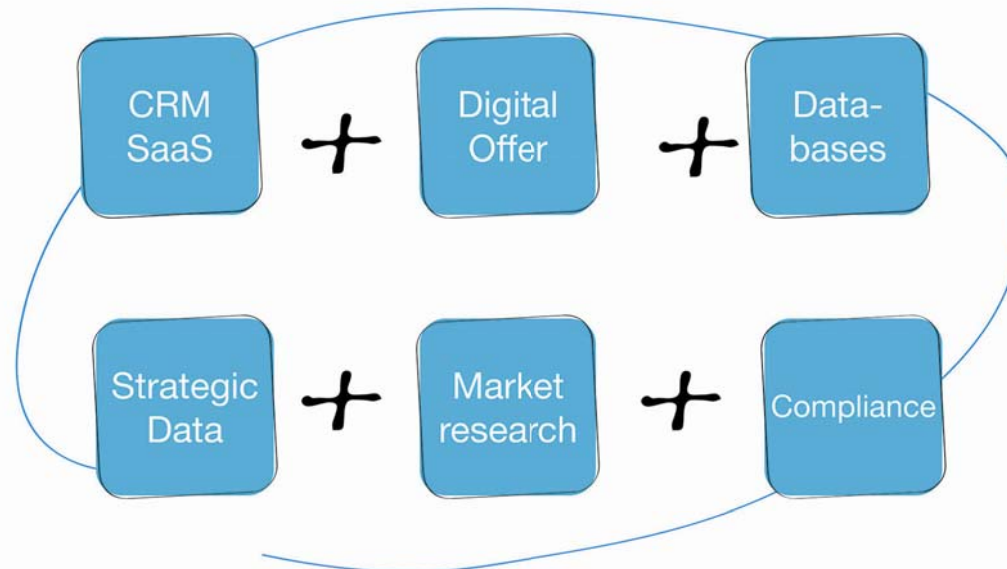 CRM
SaaS
Digital
Offer
Data-
bases
Strategic
Data
Market
research
Compliance